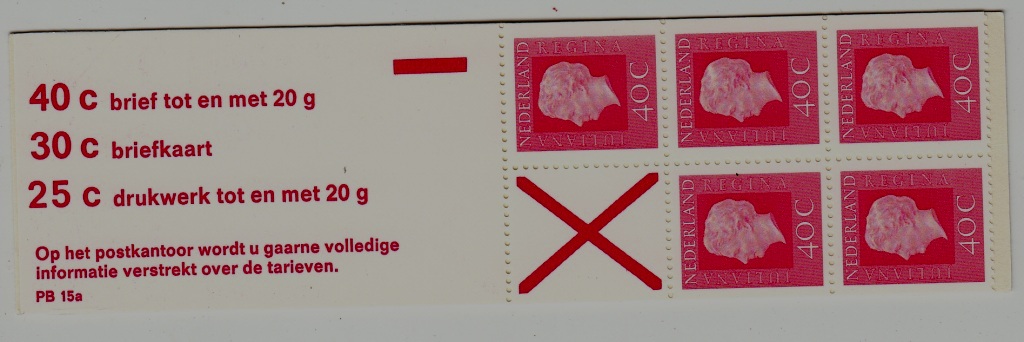 40 c brief tot en met 20 g
30 c briefkaart
25 c drukwerk tot en met 20 g
Op het postkantoor wordt u gaarne volledige
informatie verstrekt over de tarieven.
PB 15a
NEDERLAND
REGINA
40C
JULIANA
NEDERLAND
REGINA
40C
JULIANA
NEDERLAND
REGINA
40C
JULIANA
NEDERLAND
REGINA
40C
JULIANA
NEDERLAND
REGINA
40C
JULIANA